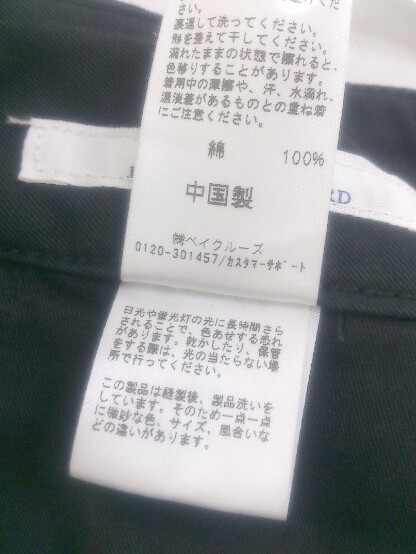 さい。
裏返して洗ってください。
形を整えて干してください。
濡れたままの状態で擦れると、
色移りすることがあります。
着用中の摩擦や、汗、水濡れ、
濃淡差があるものとの重ね着
にご注意ください。
綿 100%
中国製
RD
㈱ベイクルーズ
0120-301457/カスタマーサポート
日光や蛍光灯の光に長時間さら
されることで、色あせする恐れ
があります。乾かしたり、保管
をする際は、光の当たらない場
所で行ってください。
この製品は縫製後、製品洗いを
しています。そのため一点一点
に微妙な色、サイズ、風合いな
どの違いがあります。